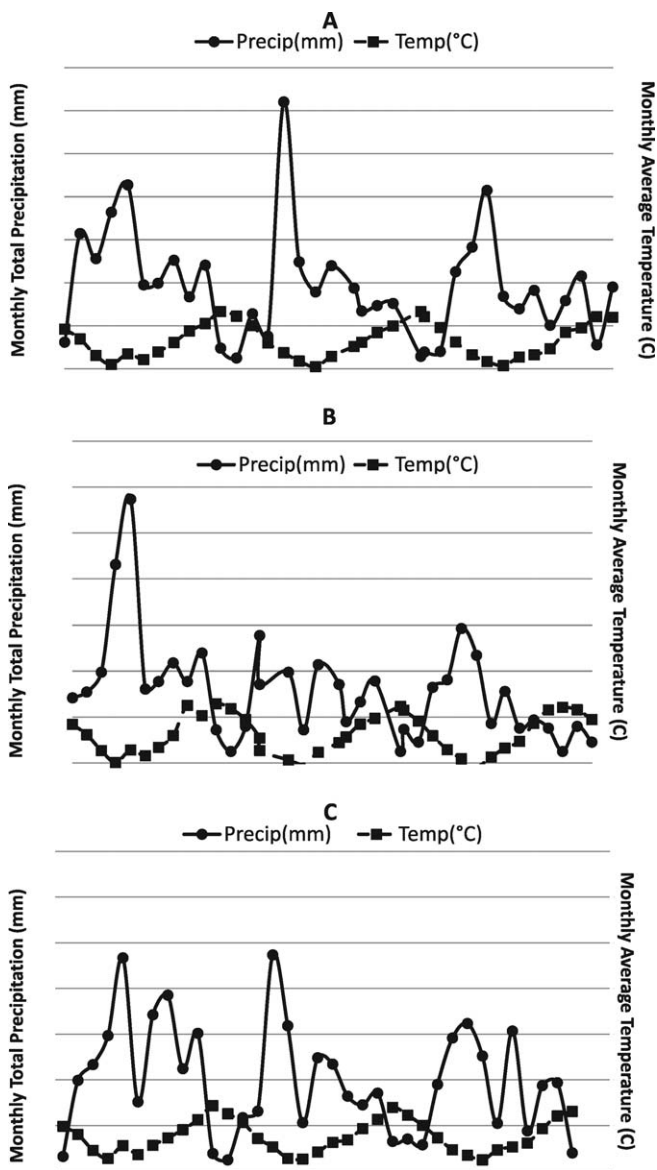 A
Precip(mm) Temp(°C)
Monthly Total Precipitation (mm)
Monthly Average Temperature (C)
B
Precip(mm) Temp(°C)
Monthly Total Precipitation (mm)
Monthly Average Temperature (C)
C
Precip(mm) Temp(°C)
Monthly Total Precipitation (mm)
Monthly Average Temperature (C)